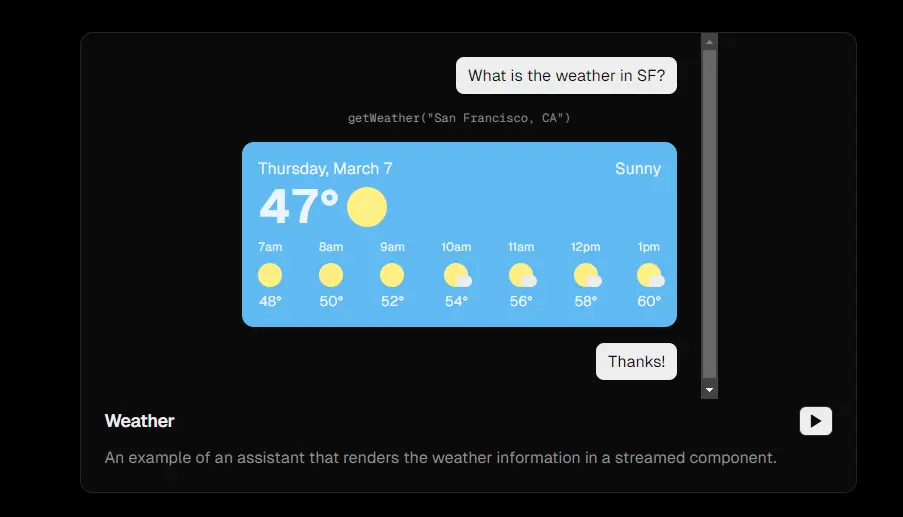 What is the weather in SF?
getWeather("San Francisco, CA")
Thursday, March 7 Sunny
47°
7am 8am 9am 10am 11am 12pm 1pm
48° 50° 52° 54° 56° 58° 60°
Thanks!
Weather
An example of an assistant that renders the weather information in a streamed component.